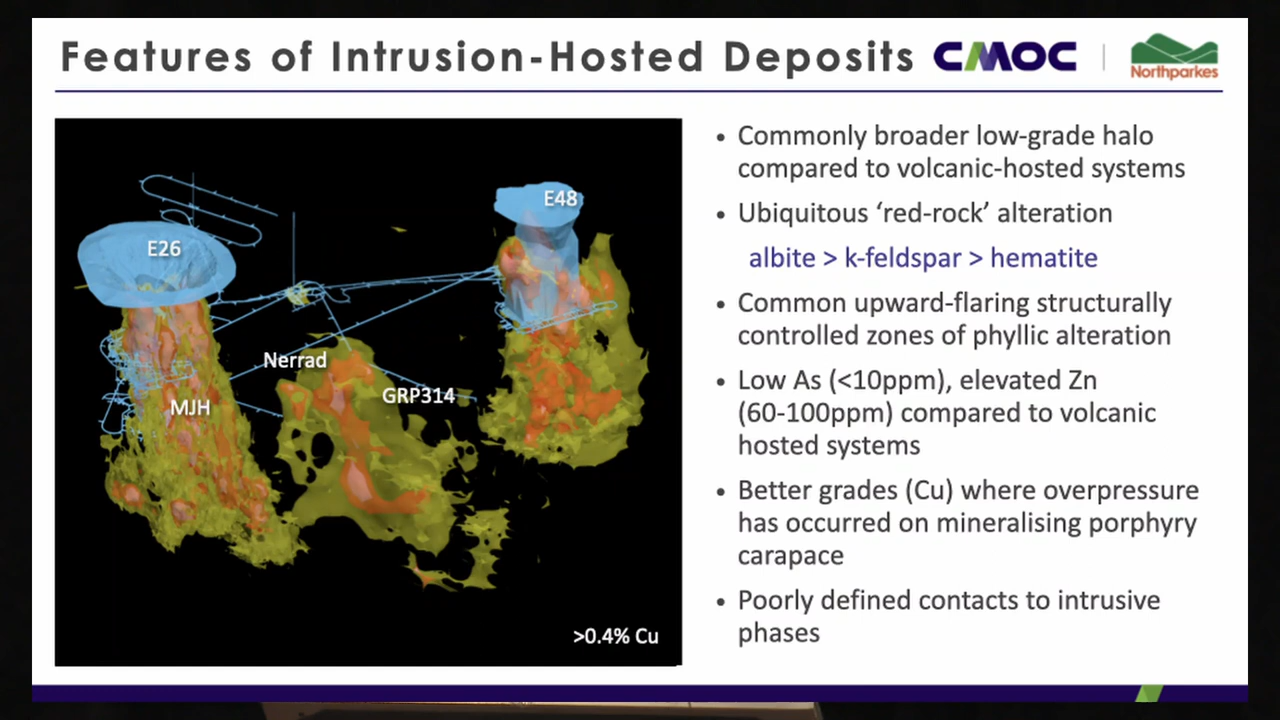 Features of Intrusion-Hosted Deposits
CMOC
Northparkes
E26
E48
Nerrad
GRP314
MJH
>0.4% Cu
• Commonly broader low-grade halo
compared to volcanic-hosted systems
• Ubiquitous ‘red-rock’ alteration
albite > k-feldspar > hematite
• Common upward-flaring structurally
controlled zones of phyllic alteration
• Low As (<10ppm), elevated Zn
(60-100ppm) compared to volcanic
hosted systems
• Better grades (Cu) where overpressure
has occurred on mineralising porphyry
carapace
• Poorly defined contacts to intrusive
phases